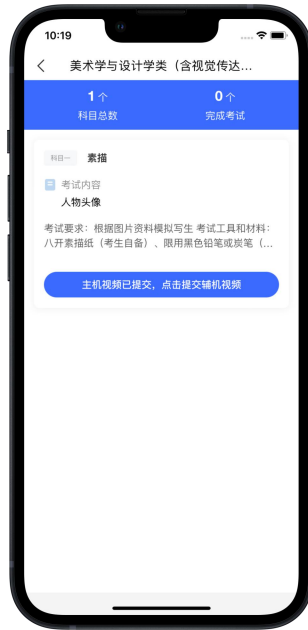 10:19
美术学与设计学类（含视觉传达...
1个
0个
科目总数
完成考试
科目一 素描
考试内容
人物头像
考试要求：根据图片资料模拟写生 考试工具和材料：
八开素描纸（考生自备）、限用黑色铅笔或炭笔（...
主机视频已提交，点击提交辅机视频